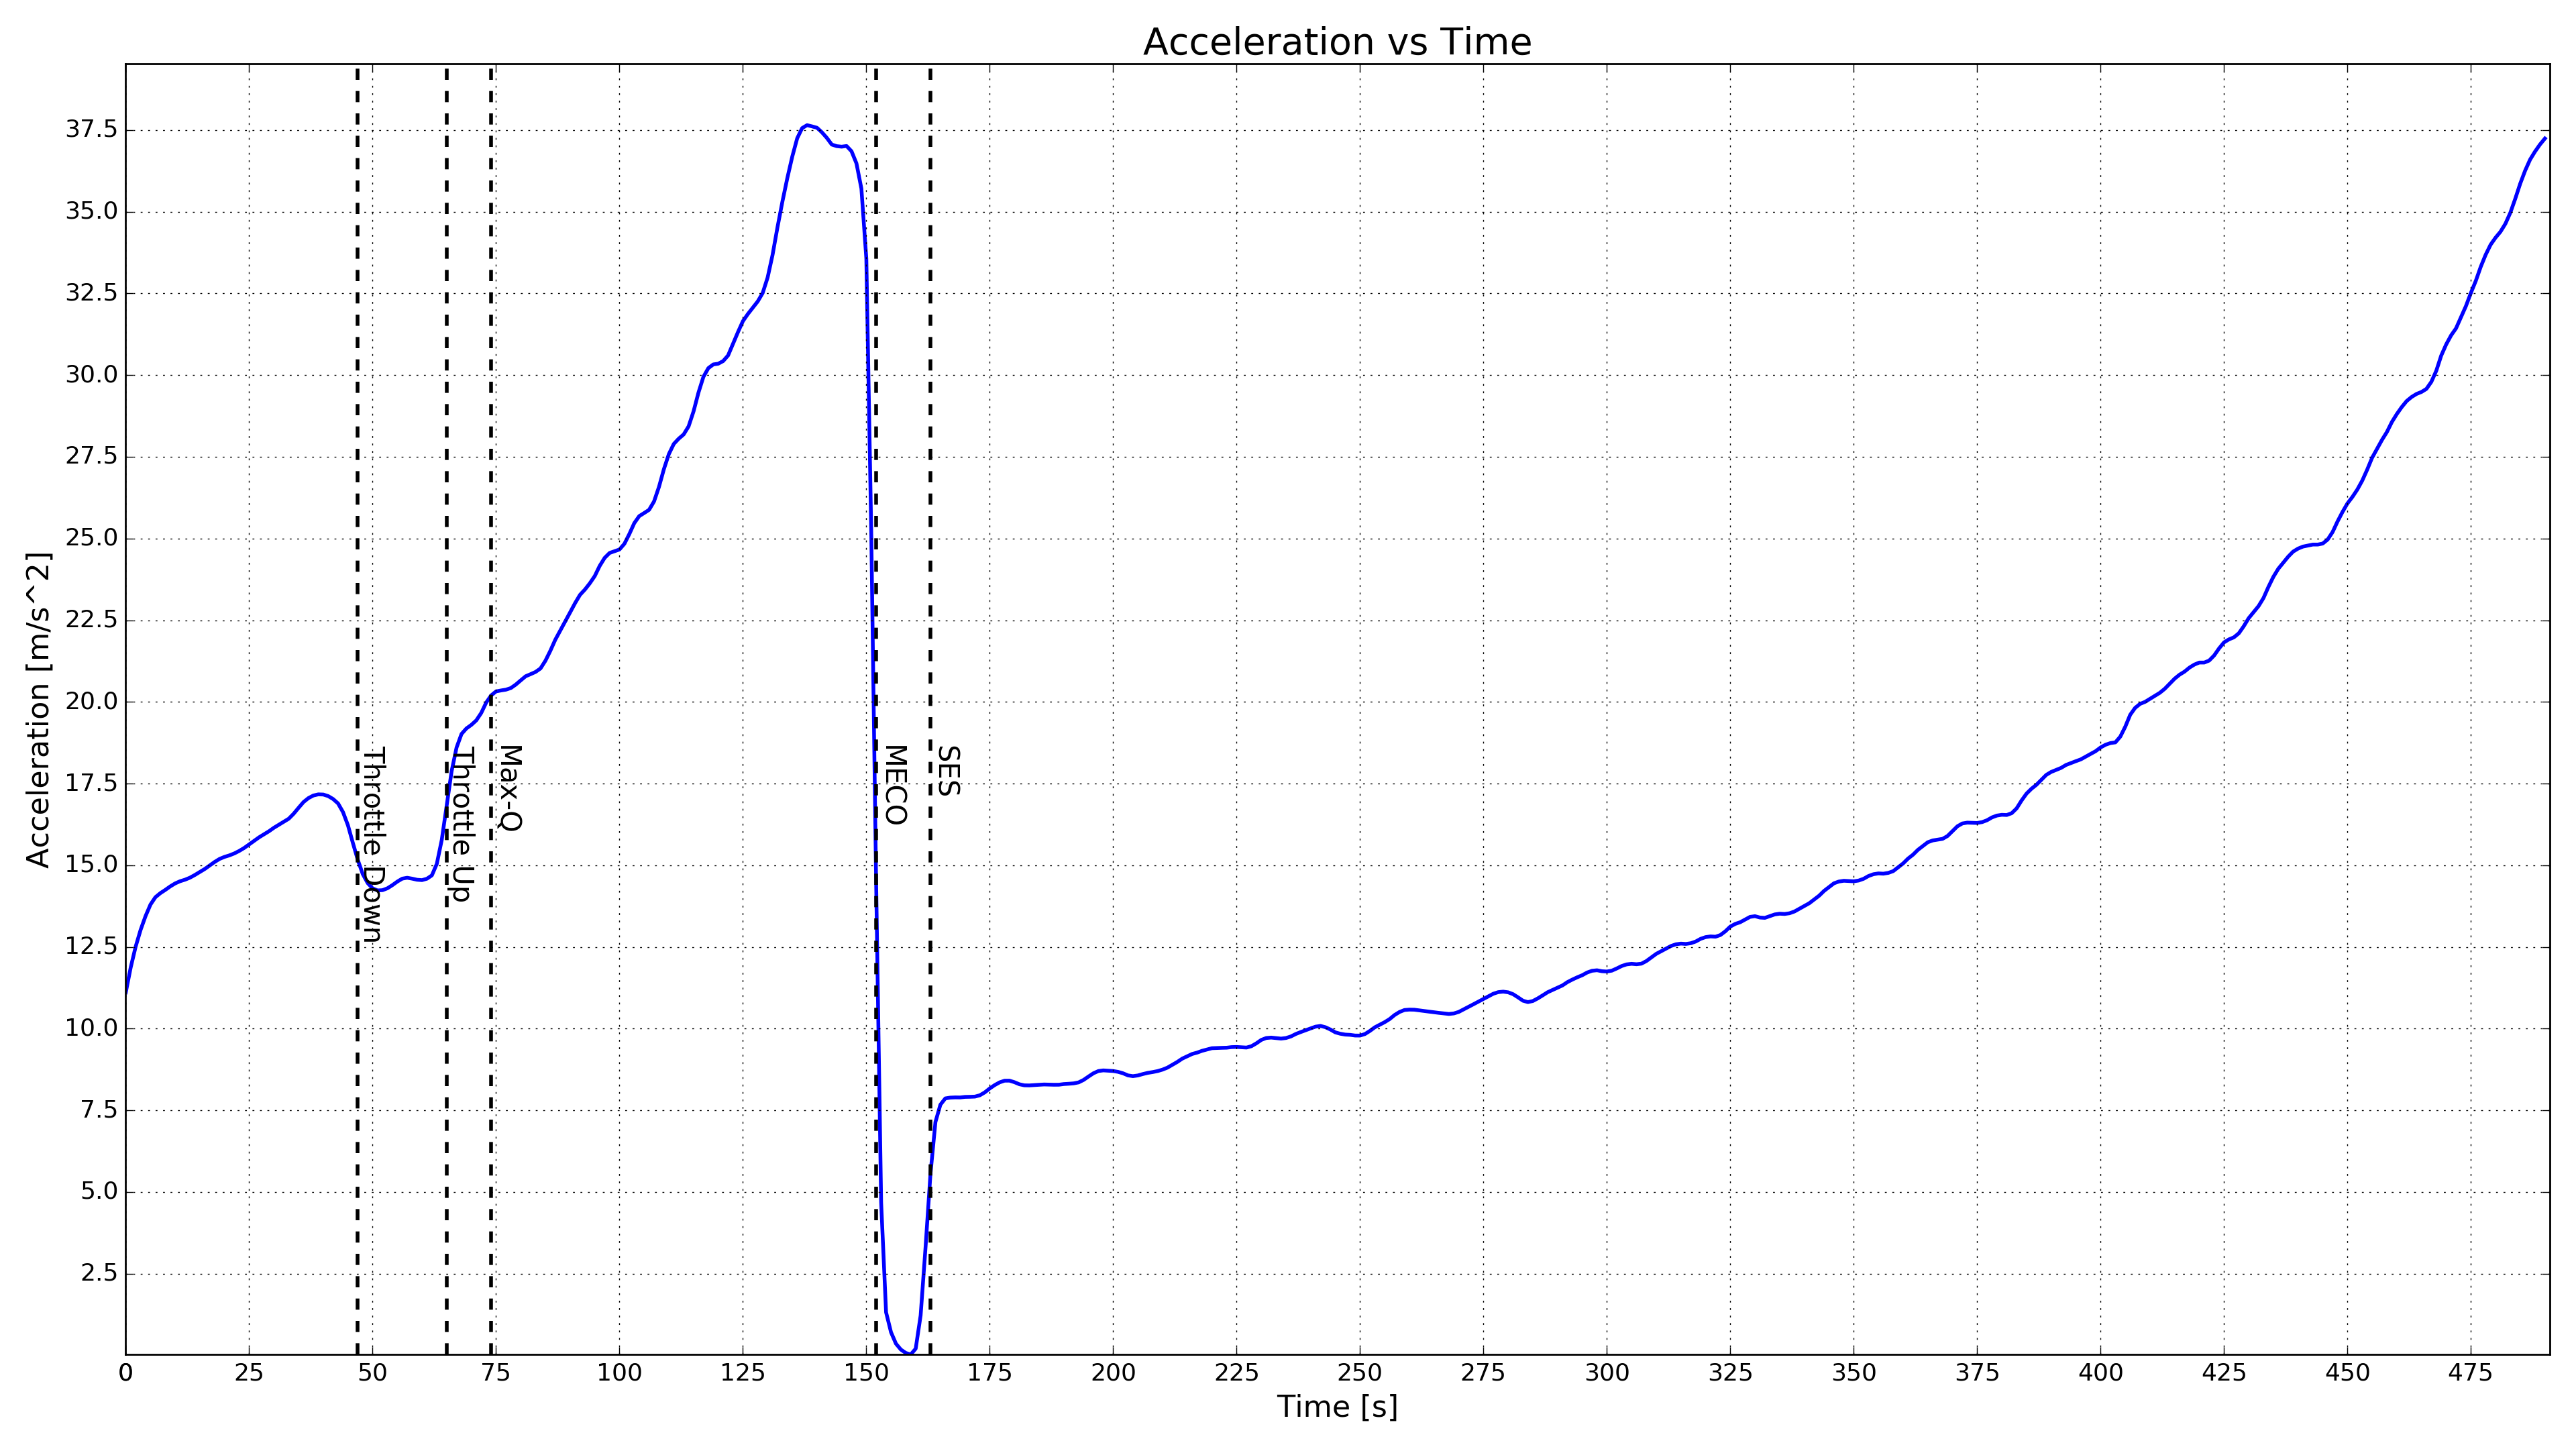 Acceleration vs Time
Acceleration [m/s^2]
37.5
35.0
32.5
30.0
27.5
25.0
22.5
20.0
17.5
15.0
12.5
10.0
7.5
5.0
2.5
Throttle Down
Throttle Up
Max-Q
MECO
SES
0 25 50 75 100 125 150 175 200 225 250 275 300 325 350 375 400 425 450 475
Time [s]